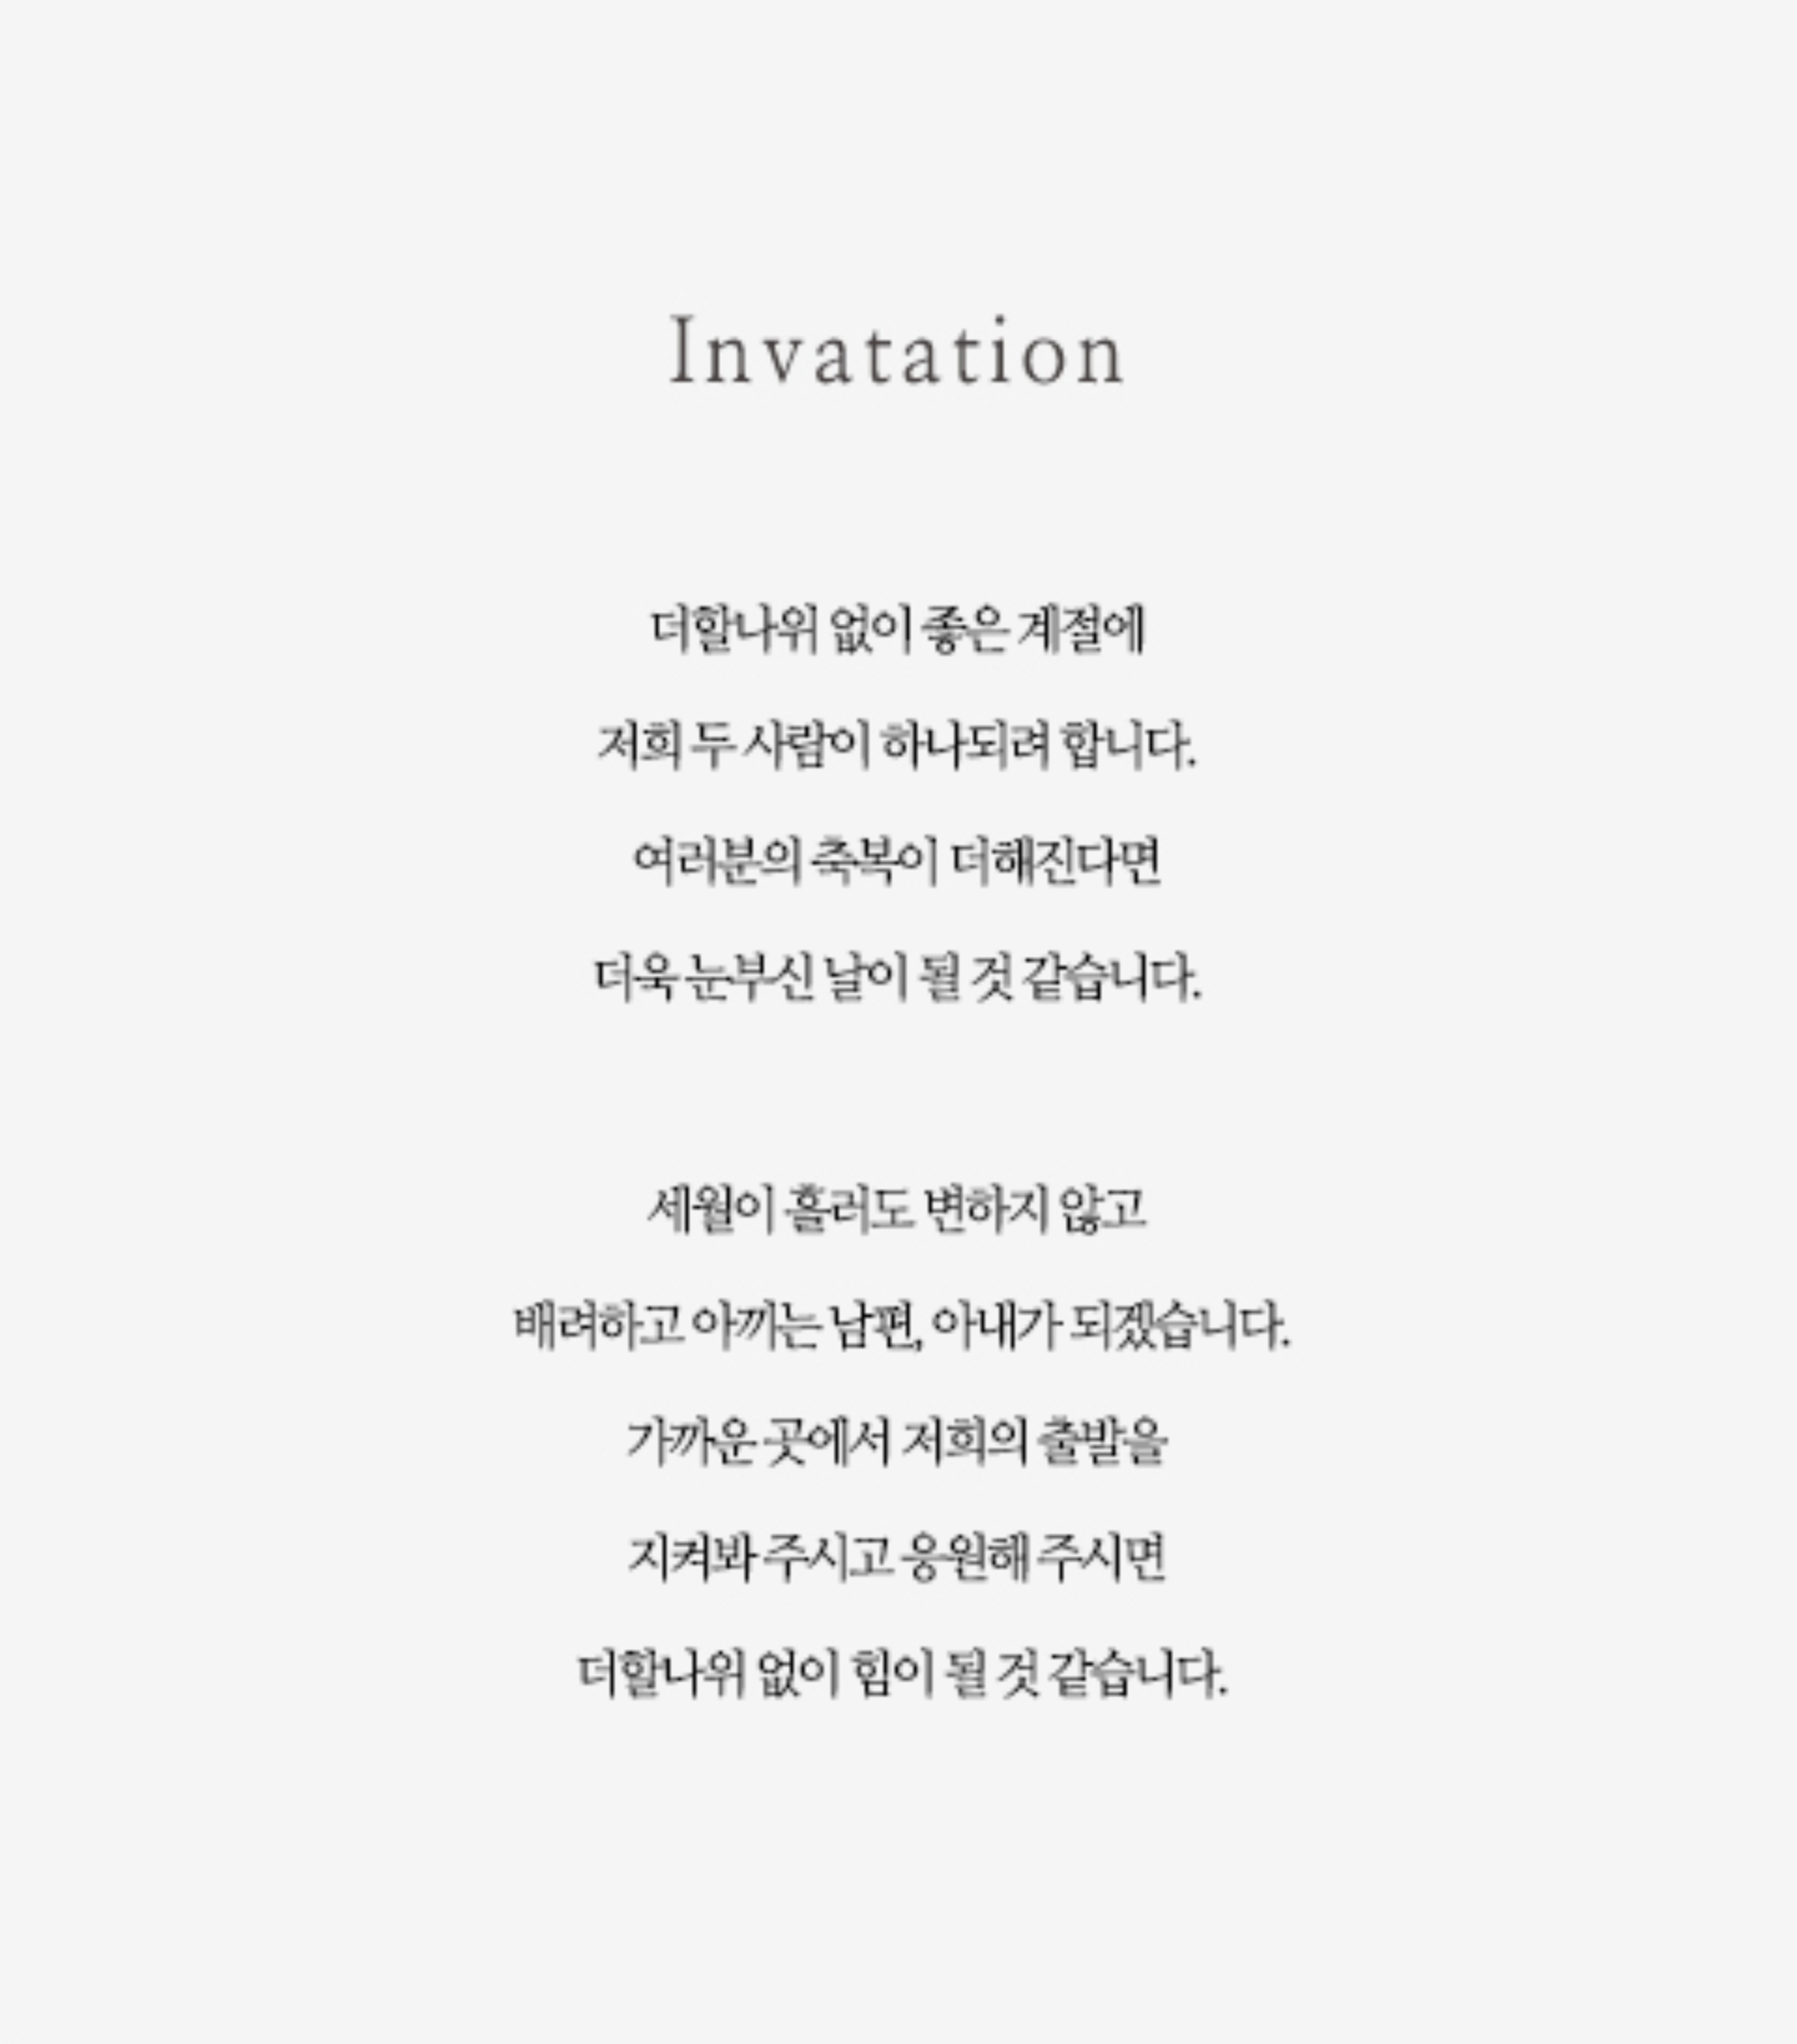 Invatation
더할나위 없이 좋은 계절에
저희 두 사람이 하나되려 합니다.
여러분의 축복이 더해진다면
더욱 눈부신 날이 될 것 같습니다.
세월이 흘러도 변하지 않고
배려하고 아끼는 남편, 아내가 되겠습니다.
가까운 곳에서 저희의 출발을
지켜봐 주시고 응원해 주시면
더할나위 없이 힘이 될 것 같습니다.